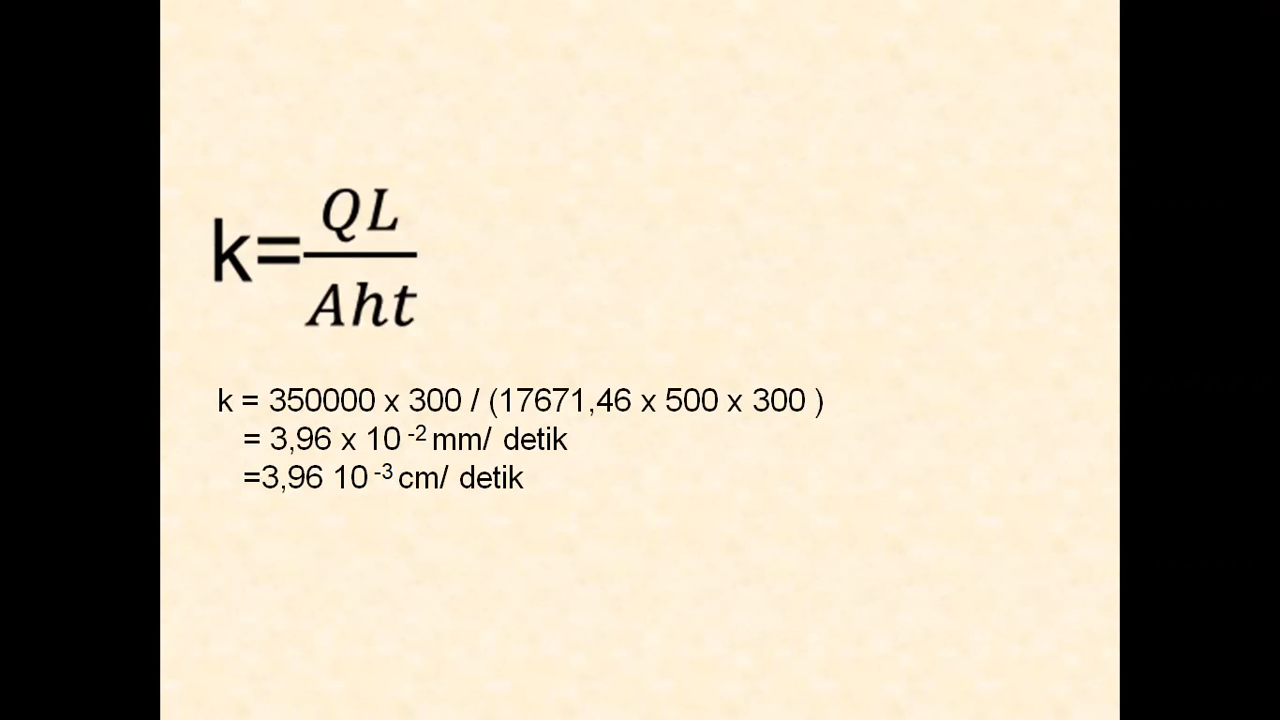 k=QL/Aht
k = 350000 x 300 / (17671,46 x 500 x 300 )
= 3,96 x 10 -2 mm/ detik
=3,96 10 -3 cm/ detik